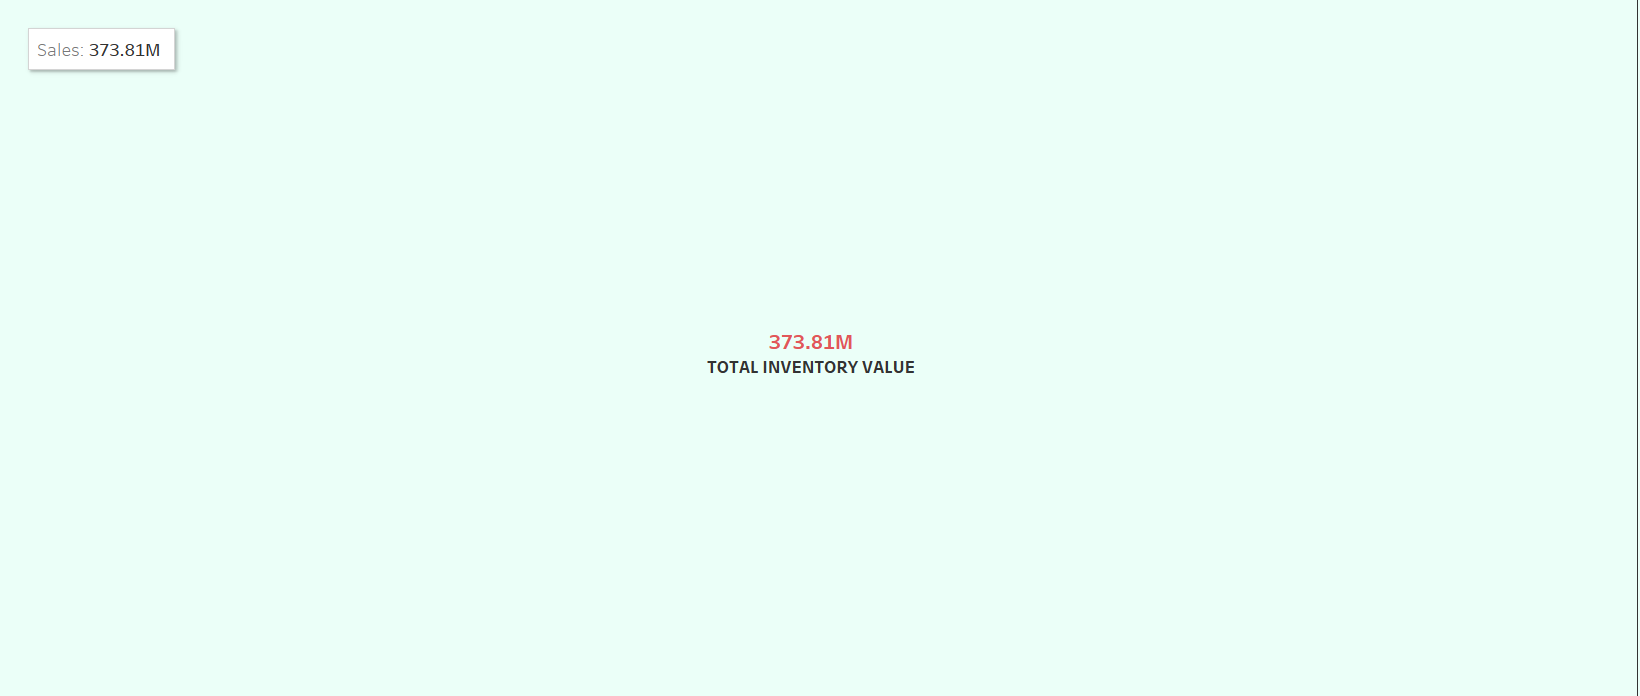 Sales: 373.81M
373.81M
TOTAL INVENTORY VALUE